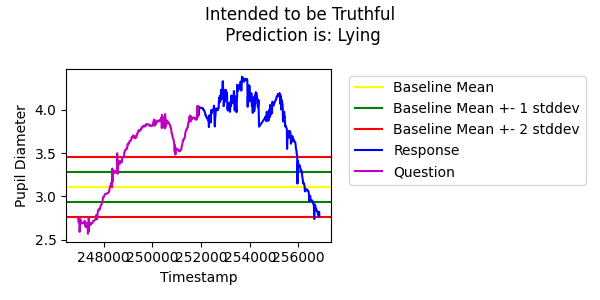 Intended to be Truthful
Prediction is: Lying
Pupil Diameter
4.0
3.5
3.0
2.5
248000
250000
252000
254000
256000
Timestamp
Baseline Mean
Baseline Mean +- 1 stddev
Baseline Mean +- 2 stddev
Response
Question